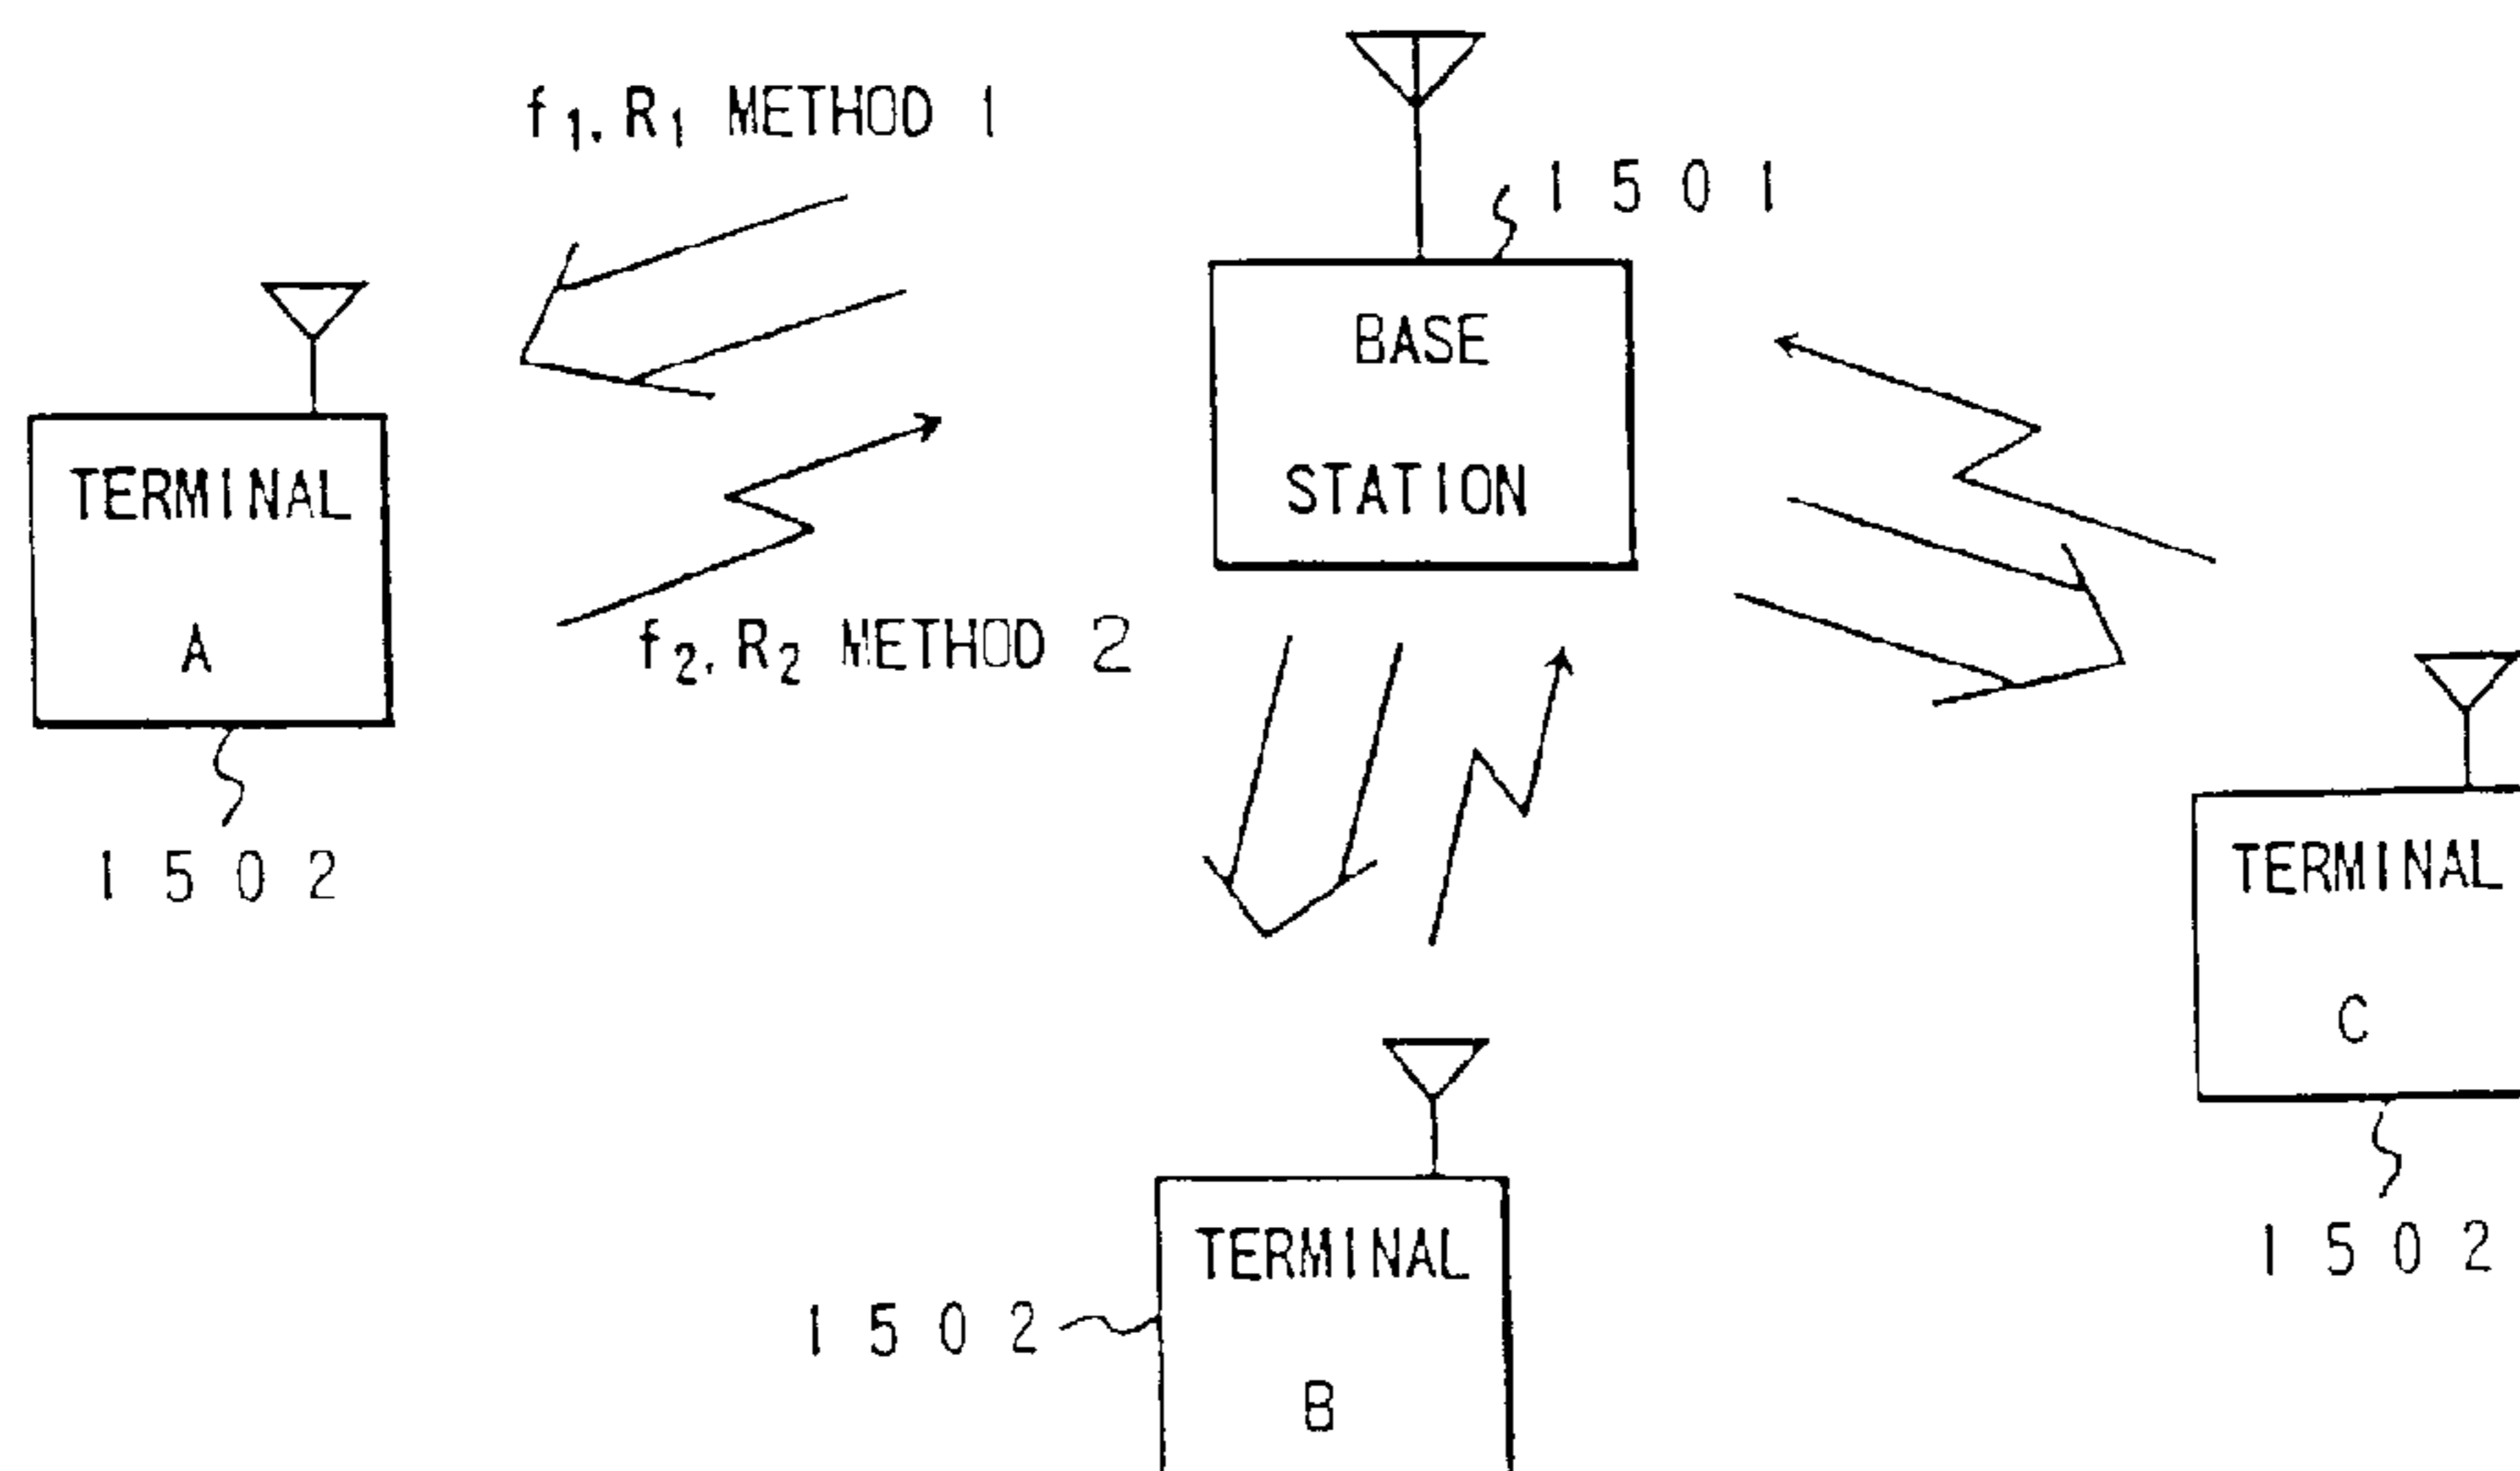 f1, R1 METHOD 1
1501
BASE
STATION
TERMINAL
A
f2, R2 METHOD 2
1502
TERMINAL
C
1502
TERMINAL
B
1502